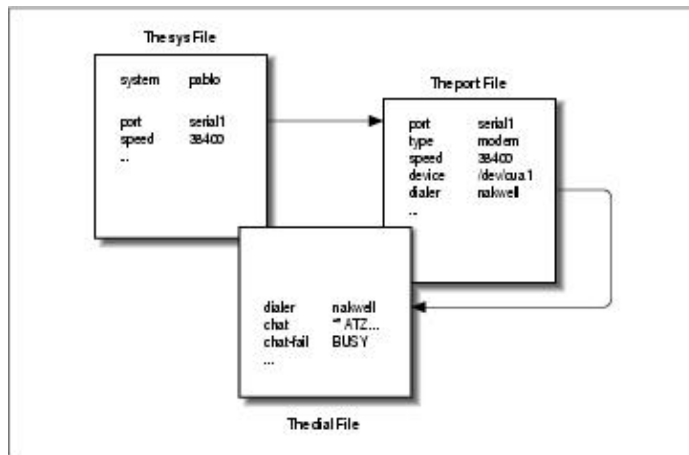 The sys File
system pablo
port serial1
speed 38400
...
The port File
port serial1
type modem
speed 38400
device /dev/cua1
dialer nakwell
...
dialer nakwell
chat "" ATZ...
chat-fail BUSY
...
The dial File